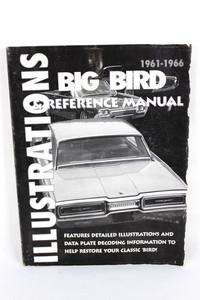 1961-1966
BIG BIRD
& REFERENCE MANUAL
ILLUSTRATIONS
FEATURES DETAILED ILLUSTRATIONS AND
DATA PLATE DECODING INFORMATION TO
HELP RESTORE YOUR CLASSIC 'BIRD!